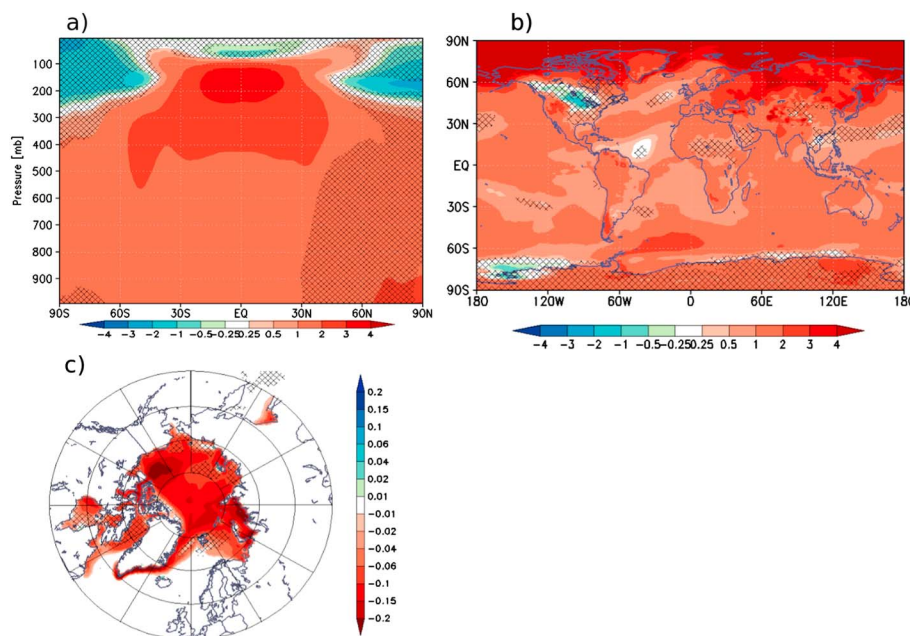 a)
100
200
300
400
500
600
700
800
900
Pressure [mb]
90S 60S 30S EQ 30N 60N 90N
-4 -3 -2 -1 -0.5 -0.25 0.25 0.5 1 2 3 4
b)
90N
60N
30N
EQ
30S
60S
90S
180 120W 60W 0 60E 120E 180
-4 -3 -2 -1 -0.5 -0.25 0.25 0.5 1 2 3 4
c)
0.2
0.15
0.1
0.06
0.04
0.02
0.01
-0.01
-0.02
-0.04
-0.06
-0.1
-0.15
-0.2